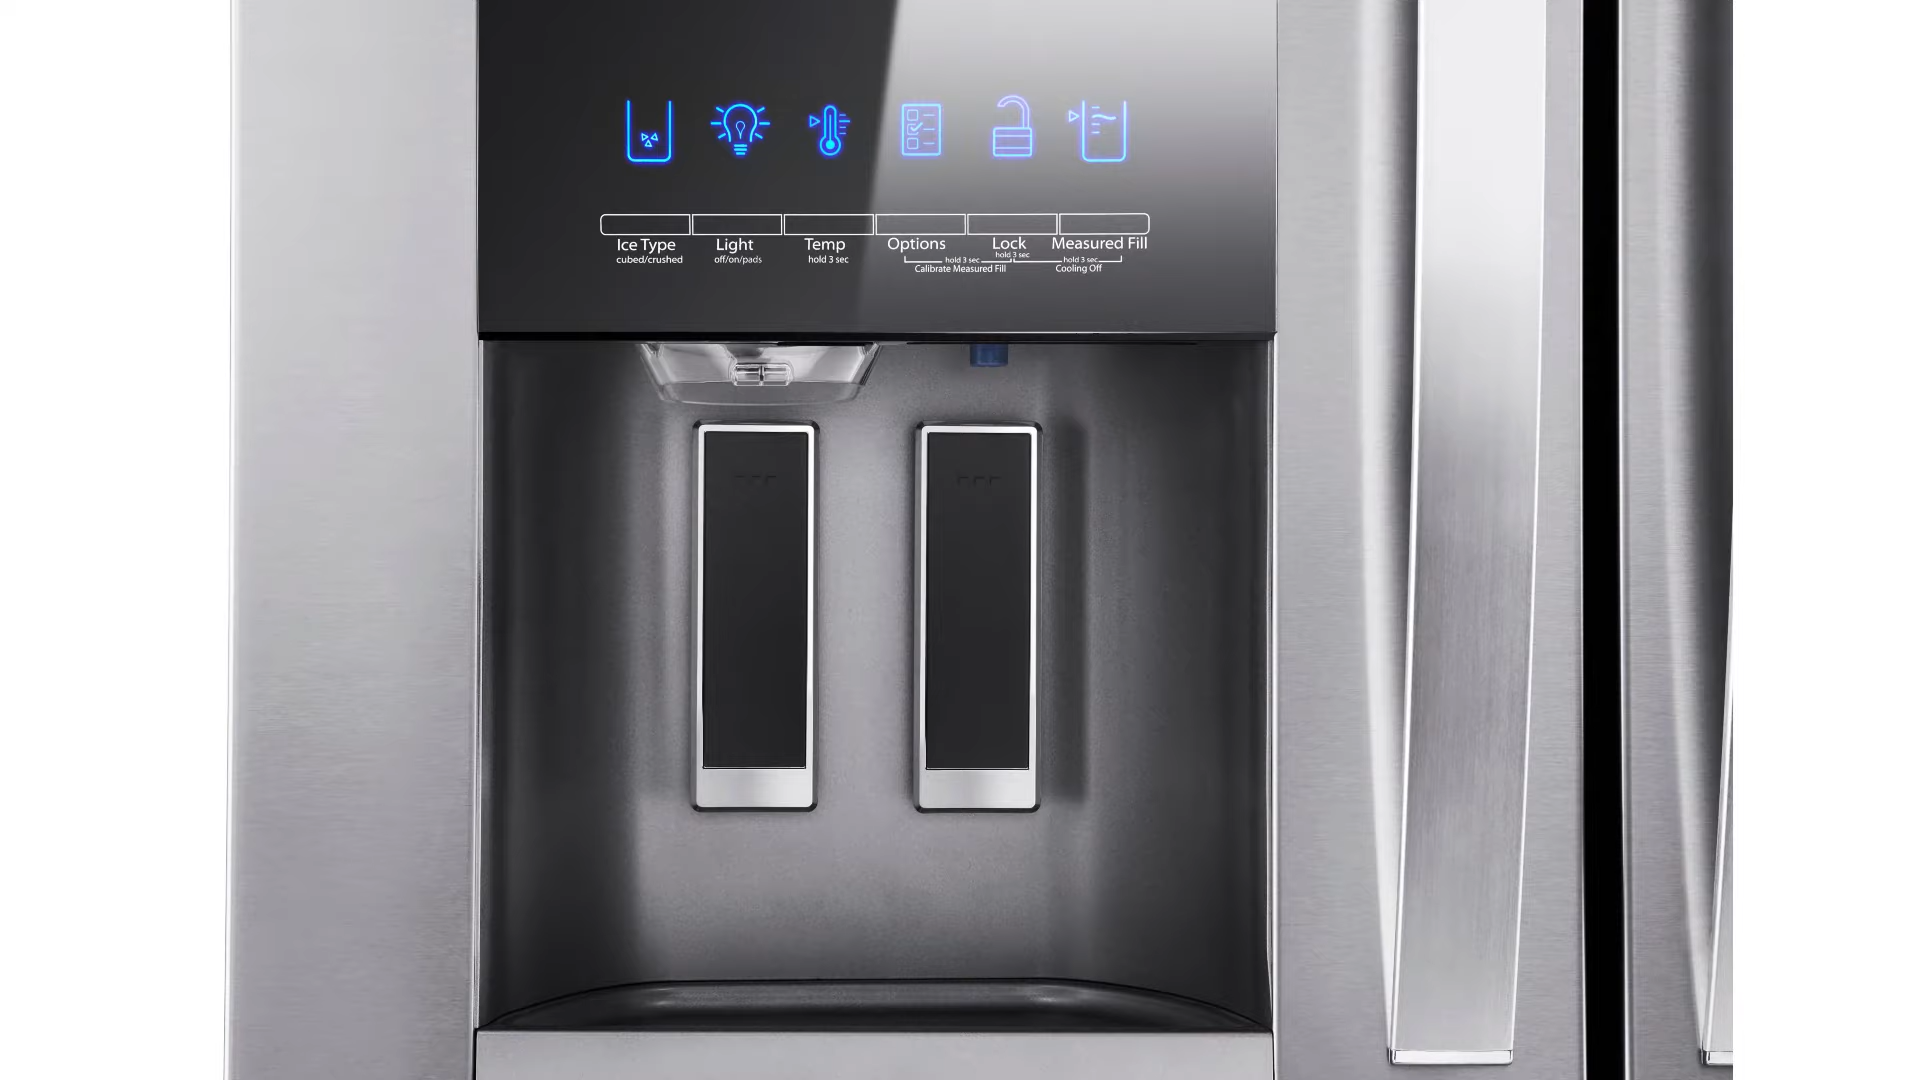 Ice Type Light Temp Options Lock Measured Fill
cubed/crushed off/on/pads hold 3 sec hold 3 sec hold 3 sec hold 3 sec
Calibrate Measured Fill Cooling Off